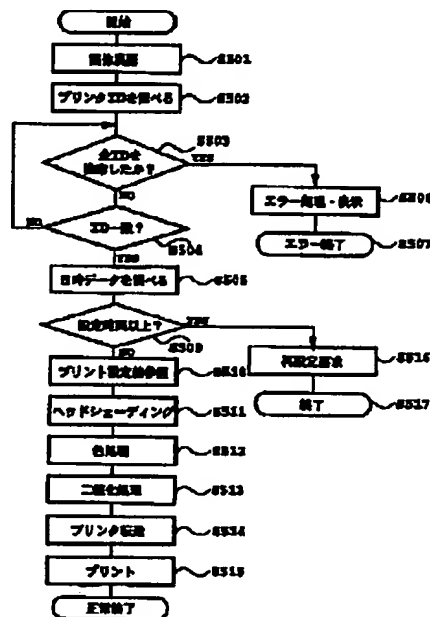 開始
画像展開
S501
プリンタIDを調べる
S502
S503
全IDを
検索したか?
YES
NO
エラー処理・表示
S506
ID一致?
NO
S504
エラー終了
S507
YES
日時データを調べる
S505
設定時間以上?
YES
S509
NO
再設定要求
S516
プリント設定
S510
終了
S517
ヘッドシェーディング
S511
色処理
S512
二値化処理
S513
プリンタ転送
S514
プリント
S515
正常終了